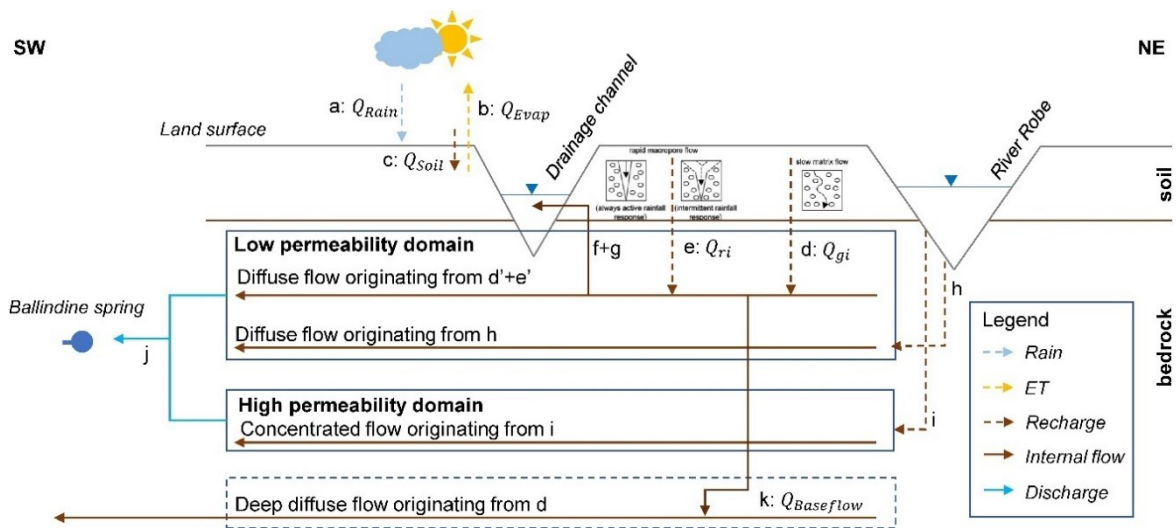 SW
NE
a: Q_Rain
b: Q_Evap
Land surface
c: Q_Soil
Drainage channel
rapid macropore flow
(always active rainfall
response)
(intermittent rainfall
response)
slow matrix flow
River Robe
soil
Low permeability domain
f+g
e: Q_ri
d: Q_gi
h
Diffuse flow originating from d'+e'
Ballindine spring
j
Diffuse flow originating from h
bedrock
High permeability domain
Concentrated flow originating from i
i
Deep diffuse flow originating from d
k: Q_Baseflow
Legend
Rain
ET
Recharge
Internal flow
Discharge